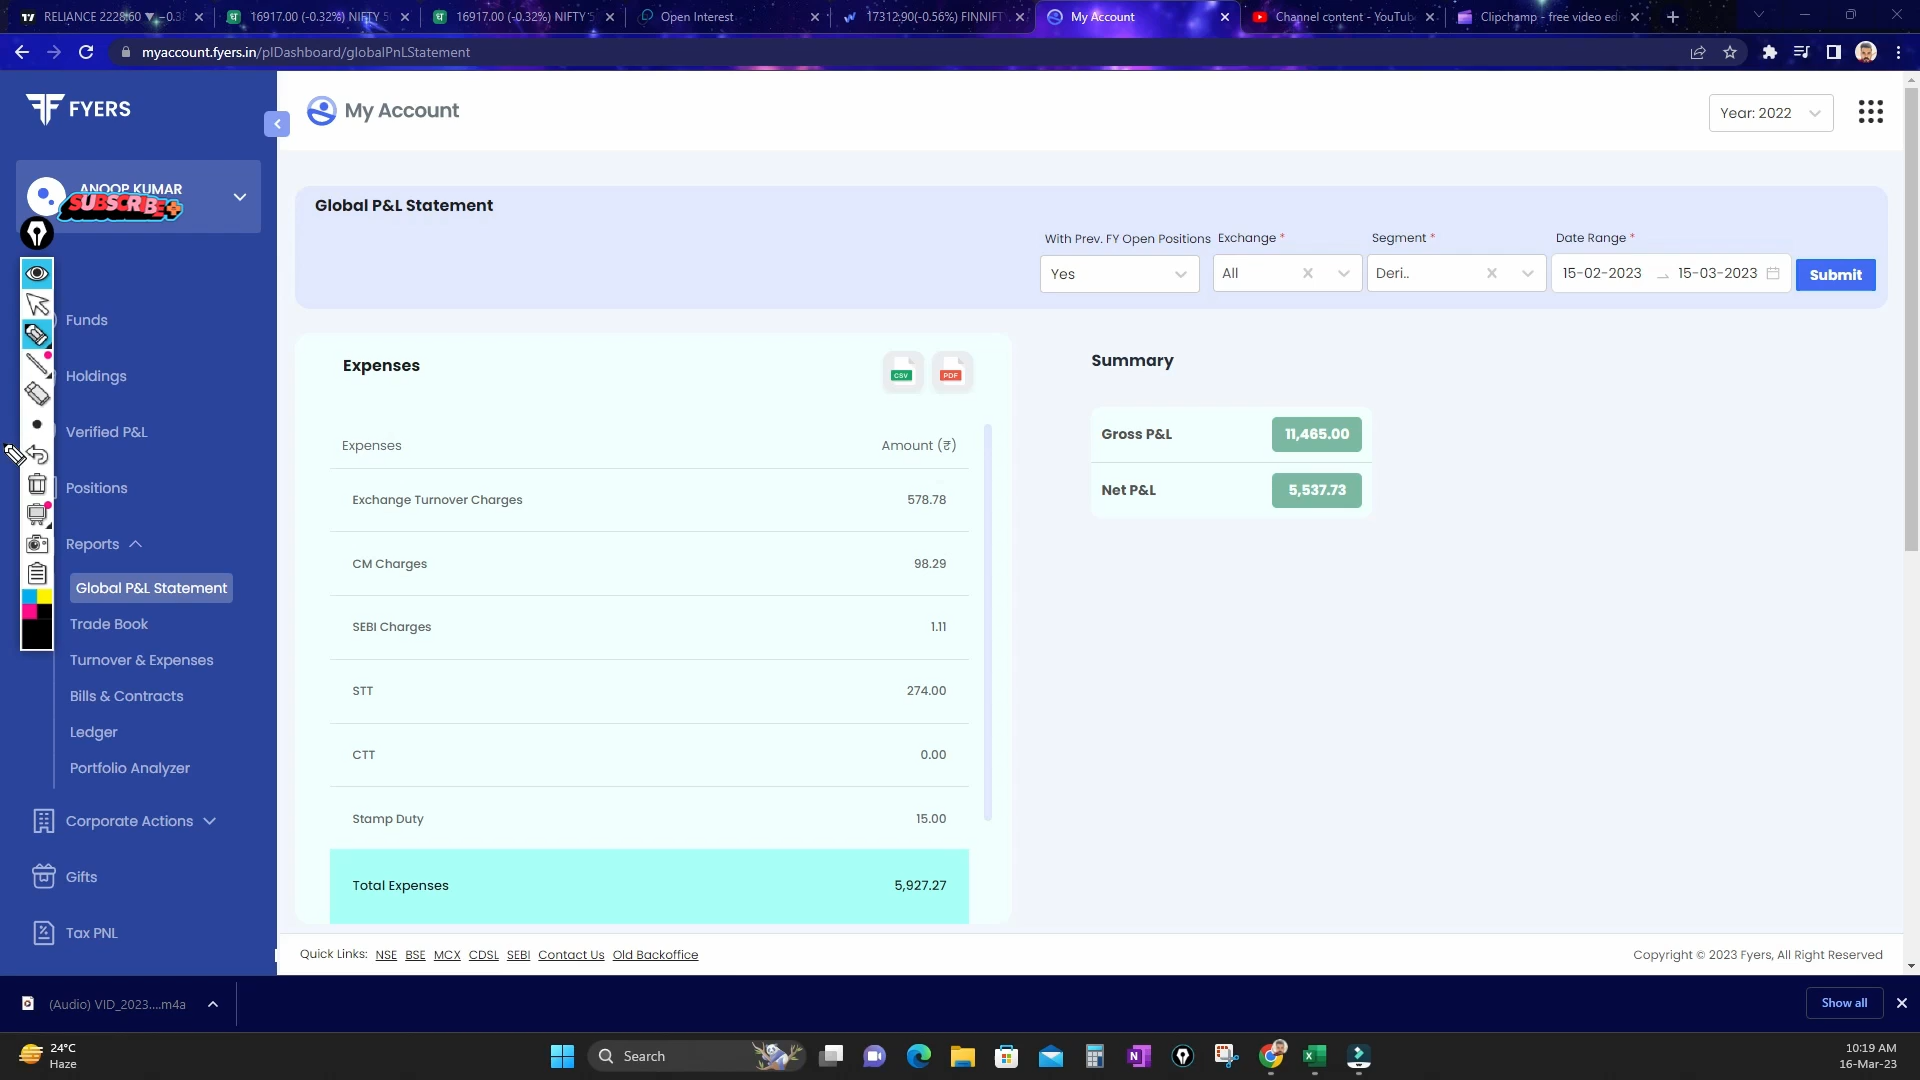 RELIANCE 2228.60 ▼ −0.3
16917.00 (-0.32%) NIFTY 5
16917.00 (-0.32%) NIFTY 5
Open Interest
17312.90(-0.56%) FINNIFT
My Account
Channel content - YouTub
Clipchamp - free video ed
myaccount.fyers.in/plDashboard/globalPnLStatement
FYERS
My Account
Year: 2022
ANOOP KUMAR
SUBSCRIBE
Global P&L Statement
With Prev. FY Open Positions
Exchange *
Segment *
Date Range *
Yes
All
Deri..
15-02-2023
15-03-2023
Submit
Funds
Holdings
Verified P&L
Positions
Reports
Global P&L Statement
Trade Book
Turnover & Expenses
Bills & Contracts
Ledger
Portfolio Analyzer
Corporate Actions
Gifts
Tax PNL
Expenses
CSV
PDF
Expenses Amount (₹)
Exchange Turnover Charges 578.78
CM Charges 98.29
SEBI Charges 1.11
STT 274.00
CTT 0.00
Stamp Duty 15.00
Total Expenses 5,927.27
Summary
Gross P&L 11,465.00
Net P&L 5,537.73
Quick Links: NSE BSE MCX CDSL SEBI Contact Us Old Backoffice
Copyright © 2023 Fyers, All Right Reserved
(Audio) VID_2023....m4a
Show all
24°C
Haze
Search
10:19 AM
16-Mar-23